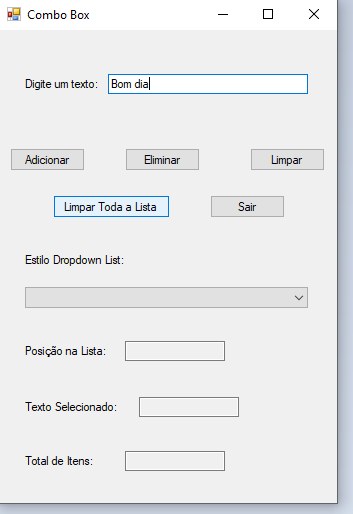 Combo Box
Digite um texto: Bom dia
Adicionar Eliminar Limpar
Limpar Toda a Lista Sair
Estilo Dropdown List:
Posição na Lista:
Texto Selecionado:
Total de Itens: